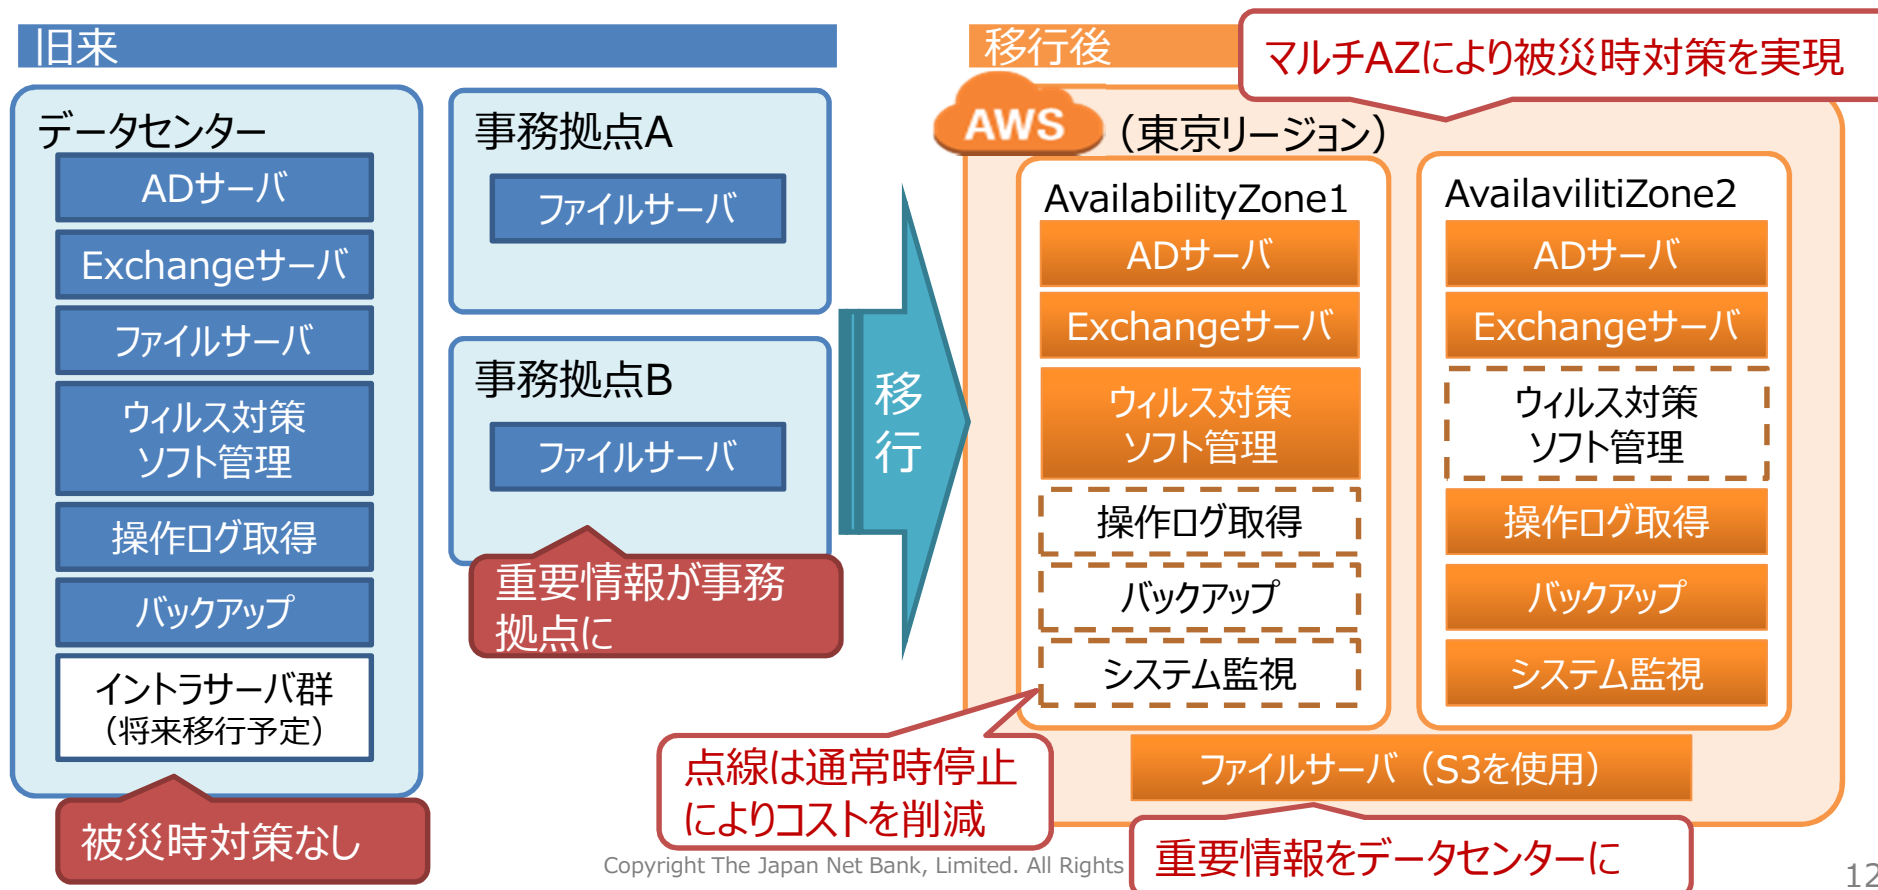 旧来
データセンター
ADサーバ
Exchangeサーバ
ファイルサーバ
ウィルス対策
ソフト管理
操作ログ取得
バックアップ
イントラサーバ群
（将来移行予定）
被災時対策なし
事務拠点A
ファイルサーバ
事務拠点B
ファイルサーバ
重要情報が事務
拠点に
移
行
移行後
マルチAZにより被災時対策を実現
AWS
（東京リージョン）
AvailabilityZone1
ADサーバ
Exchangeサーバ
ウィルス対策
ソフト管理
操作ログ取得
バックアップ
システム監視
AvailavilitiZone2
ADサーバ
Exchangeサーバ
ウィルス対策
ソフト管理
操作ログ取得
バックアップ
システム監視
点線は通常時停止
によりコストを削減
ファイルサーバ（S3を使用）
重要情報をデータセンターに
Copyright The Japan Net Bank, Limited. All Rights
12